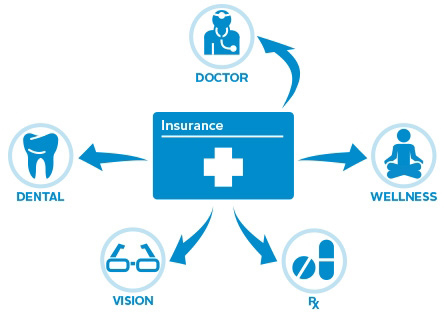 DOCTOR
Insurance
DENTAL
WELLNESS
VISION
Rx